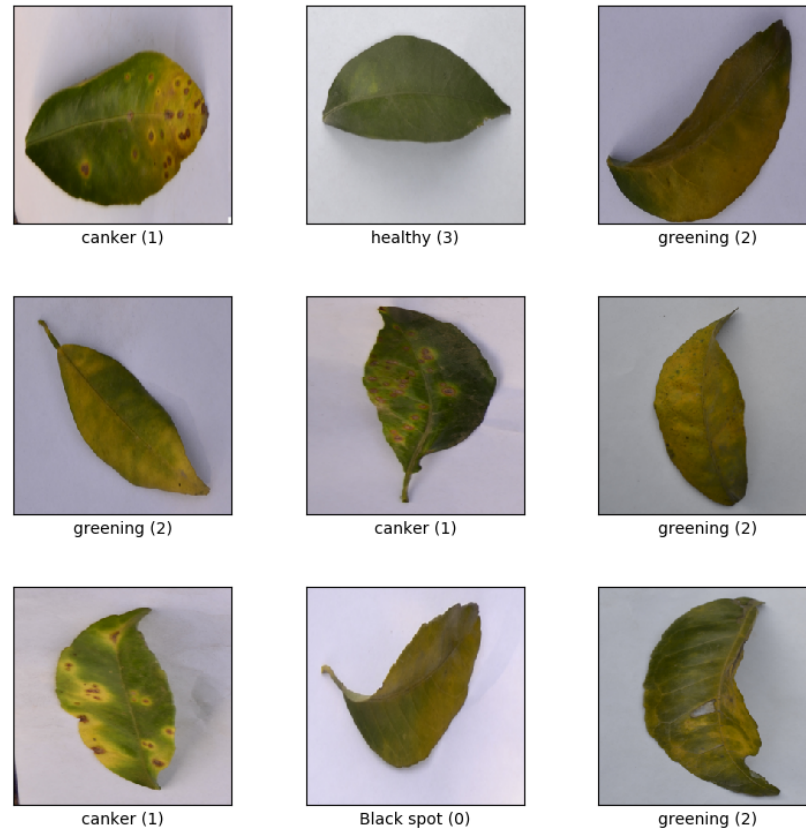 canker (1)
healthy (3)
greening (2)
greening (2)
canker (1)
greening (2)
canker (1)
Black spot (0)
greening (2)